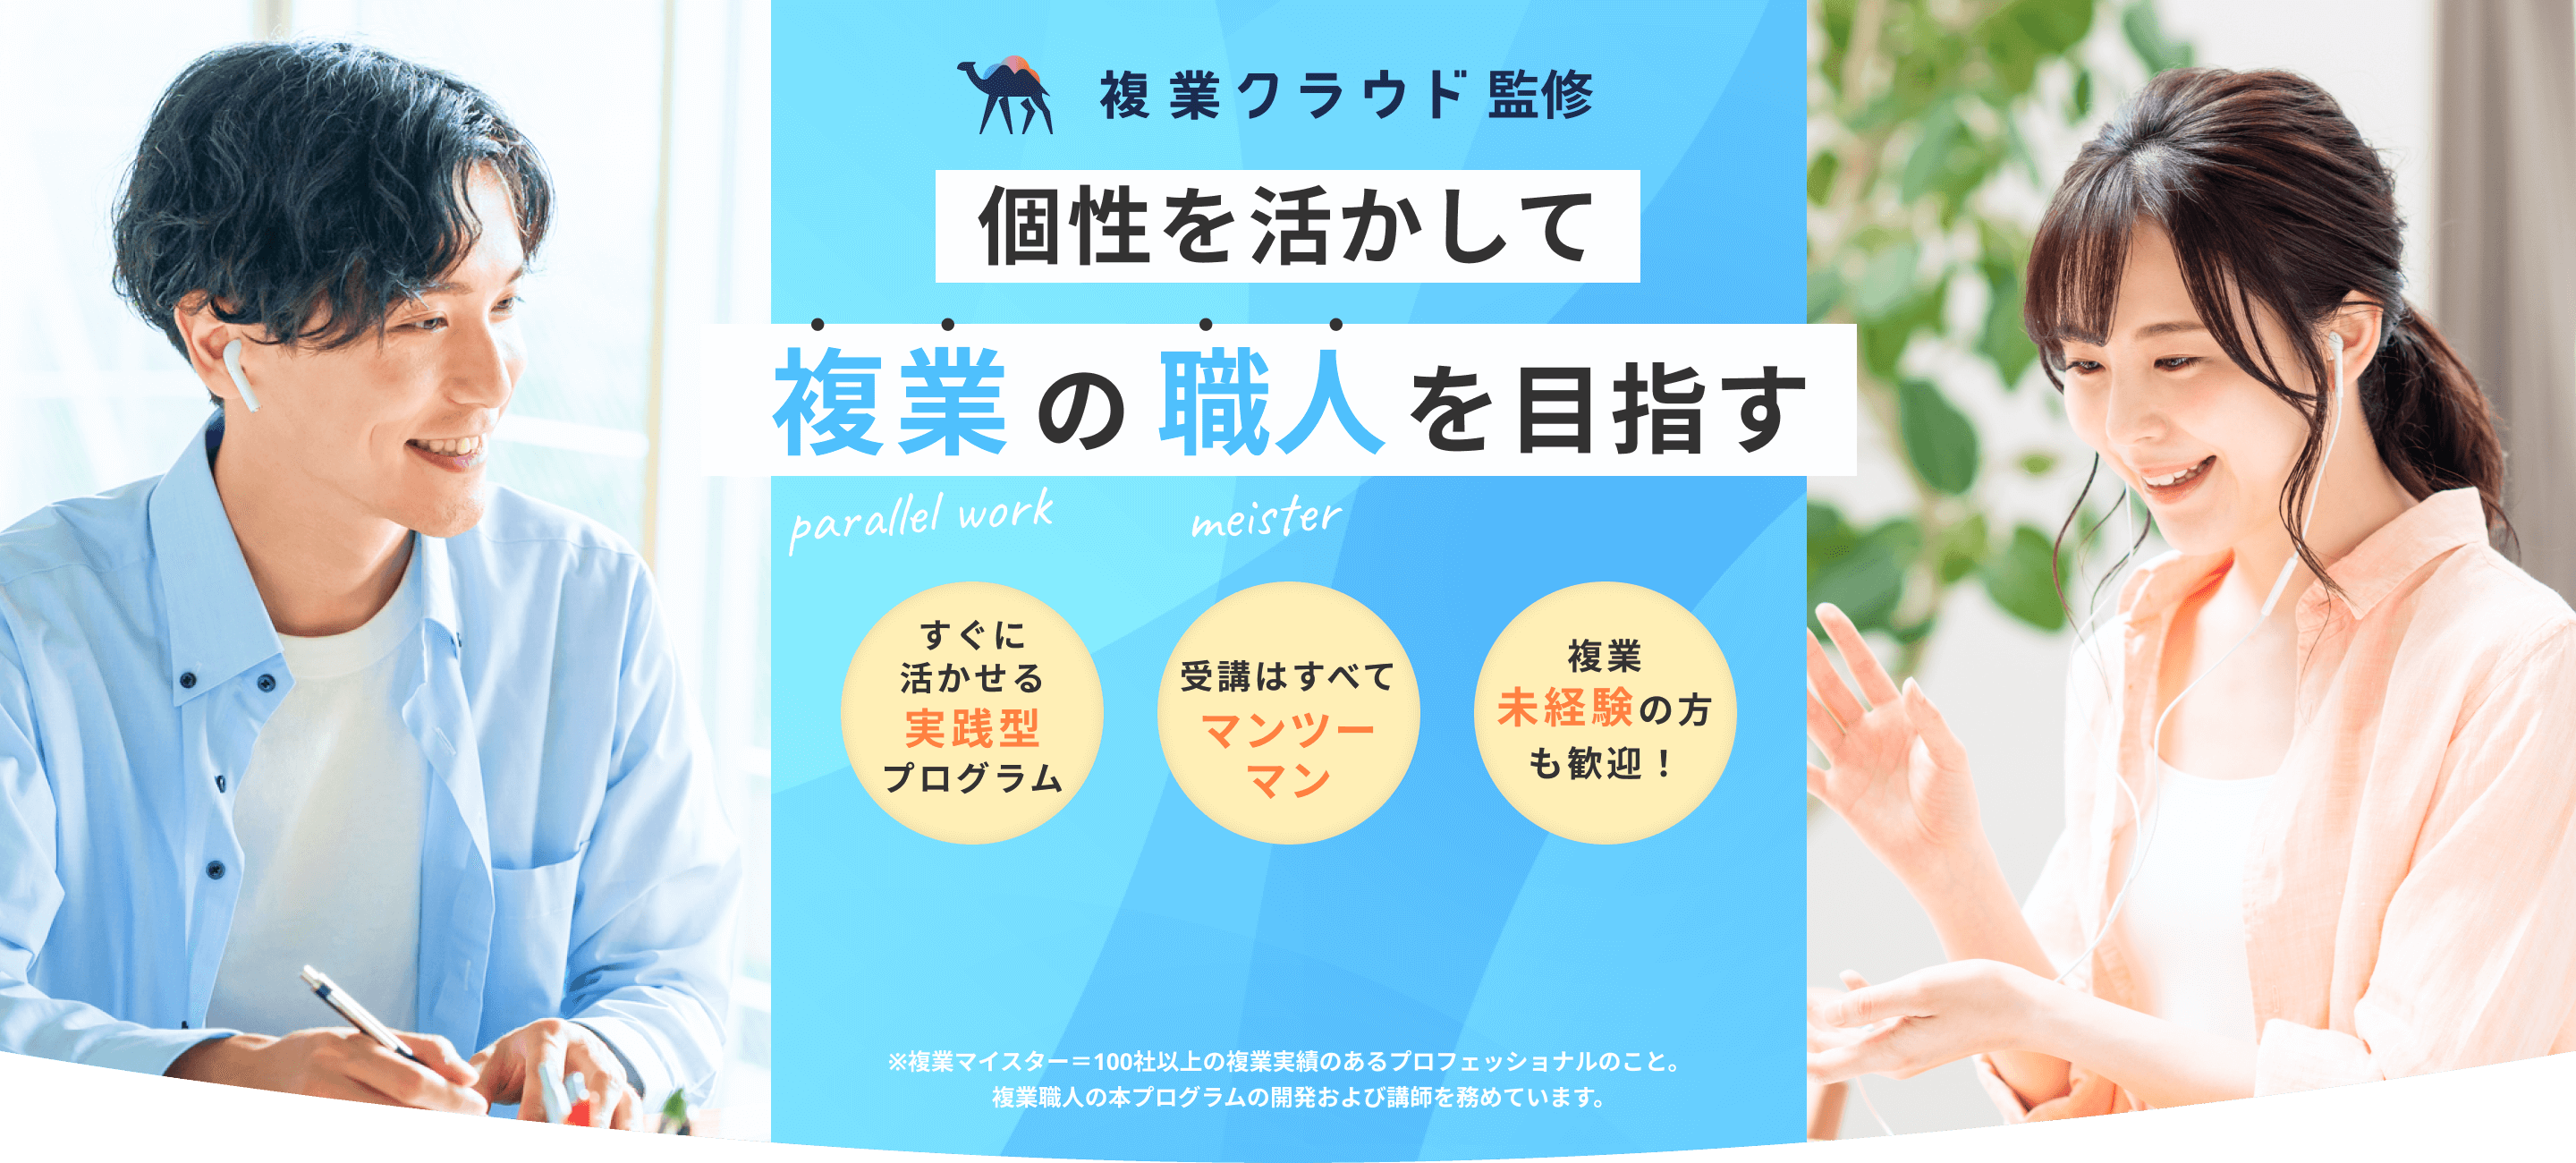 複業クラウド監修
個性を活かして
複業の職人を目指す
parallel work meister
すぐに
活かせる
実践型
プログラム
受講はすべて
マンツー
マン
複業
未経験の方
も歓迎！
※複業マイスター＝100社以上の複業実績のあるプロフェッショナルのこと。
複業職人の本プログラムの開発および講師を務めています。